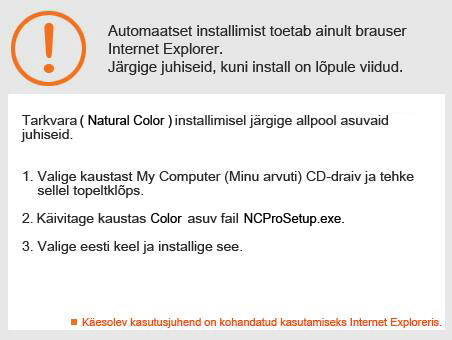 Automaatset installimist toetab ainult brauser
Internet Explorer.
Järgige juhiseid, kuni install on lõpule viidud.
Tarkvara ( Natural Color ) installimisel järgige allpool asuvaid
juhiseid.
1. Valige kaustast My Computer (Minu arvuti) CD-draiv ja tehke
sellel topeltklõps.
2. Käivitage kaustas Color asuv fail NCProSetup.exe.
3. Valige eesti keel ja installige see.
Käesolev kasutusjuhend on kohandatud kasutamiseks Internet Exploreris.